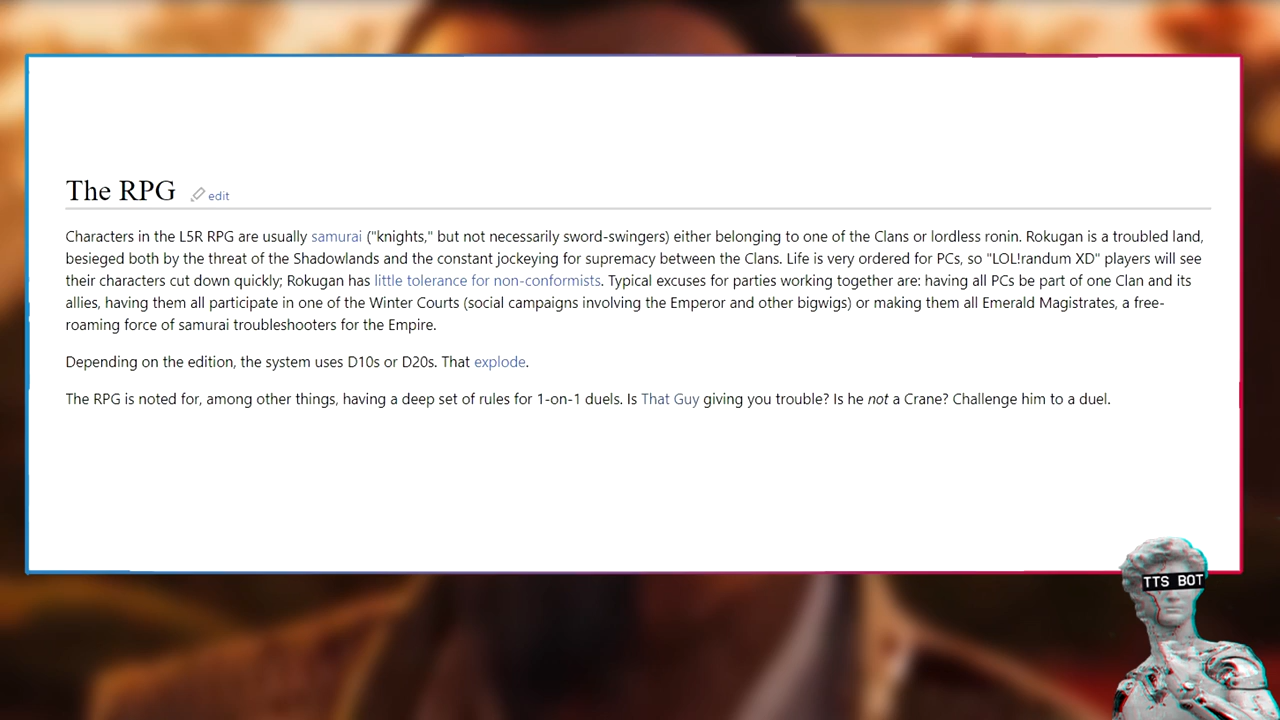 The RPG edit
Characters in the L5R RPG are usually samurai ("knights," but not necessarily sword-swingers) either belonging to one of the Clans or lordless ronin. Rokugan is a troubled land,
besieged both by the threat of the Shadowlands and the constant jockeying for supremacy between the Clans. Life is very ordered for PCs, so "LOL!randum XD" players will see
their characters cut down quickly; Rokugan has little tolerance for non-conformists. Typical excuses for parties working together are: having all PCs be part of one Clan and its
allies, having them all participate in one of the Winter Courts (social campaigns involving the Emperor and other bigwigs) or making them all Emerald Magistrates, a free-
roaming force of samurai troubleshooters for the Empire.
Depending on the edition, the system uses D10s or D20s. That explode.
The RPG is noted for, among other things, having a deep set of rules for 1-on-1 duels. Is That Guy giving you trouble? Is he not a Crane? Challenge him to a duel.
TTS BOT